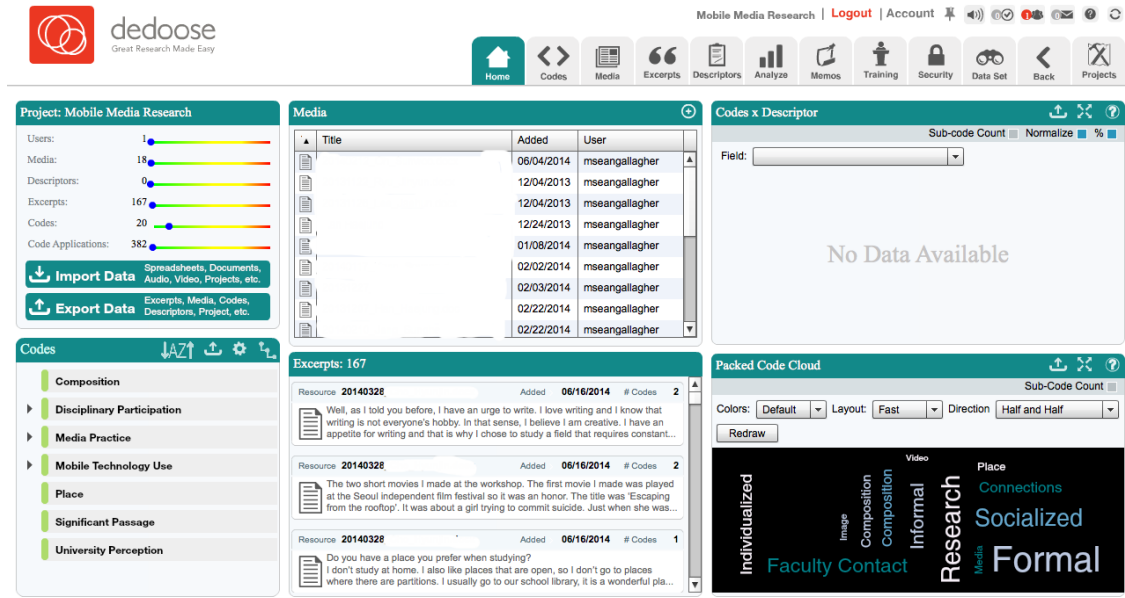 dedoose
Great Research Made Easy
Mobile Media Research | Logout | Account
Home
Codes
Media
Excerpts
Descriptors
Analyze
Memos
Training
Security
Data Set
Back
Projects
Project: Mobile Media Research
Users: 1
Media: 18
Descriptors: 0
Excerpts: 167
Codes: 20
Code Applications: 382
Import Data
Spreadsheets, Documents,
Audio, Video, Projects, etc.
Export Data
Excerpts, Media, Codes,
Descriptors, Project, etc.
Codes
AZ
Composition
Disciplinary Participation
Media Practice
Mobile Technology Use
Place
Significant Passage
University Perception
Media
Title Added User
06/04/2014 mseangallagher
12/04/2013 mseangallagher
12/04/2013 mseangallagher
12/24/2013 mseangallagher
01/08/2014 mseangallagher
02/02/2014 mseangallagher
02/03/2014 mseangallagher
02/22/2014 mseangallagher
02/22/2014 mseangallagher
Excerpts: 167
Resource 20140328 Added 06/16/2014 # Codes 2
Well, as I told you before, I have an urge to write. I love writing and I know that
writing is not everyone's hobby. In that sense, I believe I am creative. I have an
appetite for writing and that is why I chose to study a field that requires constant...
Resource 20140328 Added 06/16/2014 # Codes 2
The two short movies I made at the workshop. The first movie I made was played
at the Seoul independent film festival so it was an honor. The title was 'Escaping
from the rooftop'. It was about a girl trying to commit suicide. Just when she was...
Resource 20140328 Added 06/16/2014 # Codes 1
Do you have a place you prefer when studying?
I don't study at home. I also like places that are open, so I don't go to places
where there are partitions. I usually go to our school library, it is a wonderful pla...
Codes x Descriptor
Sub-code Count Normalize %
Field:
No Data Available
Packed Code Cloud
Sub-Code Count
Colors: Default Layout: Fast Direction Half and Half
Redraw
Video
Place
Individualized
Image
Composition
Composition
Informal
Research
Connections
Socialized
Media
Formal
Faculty Contact